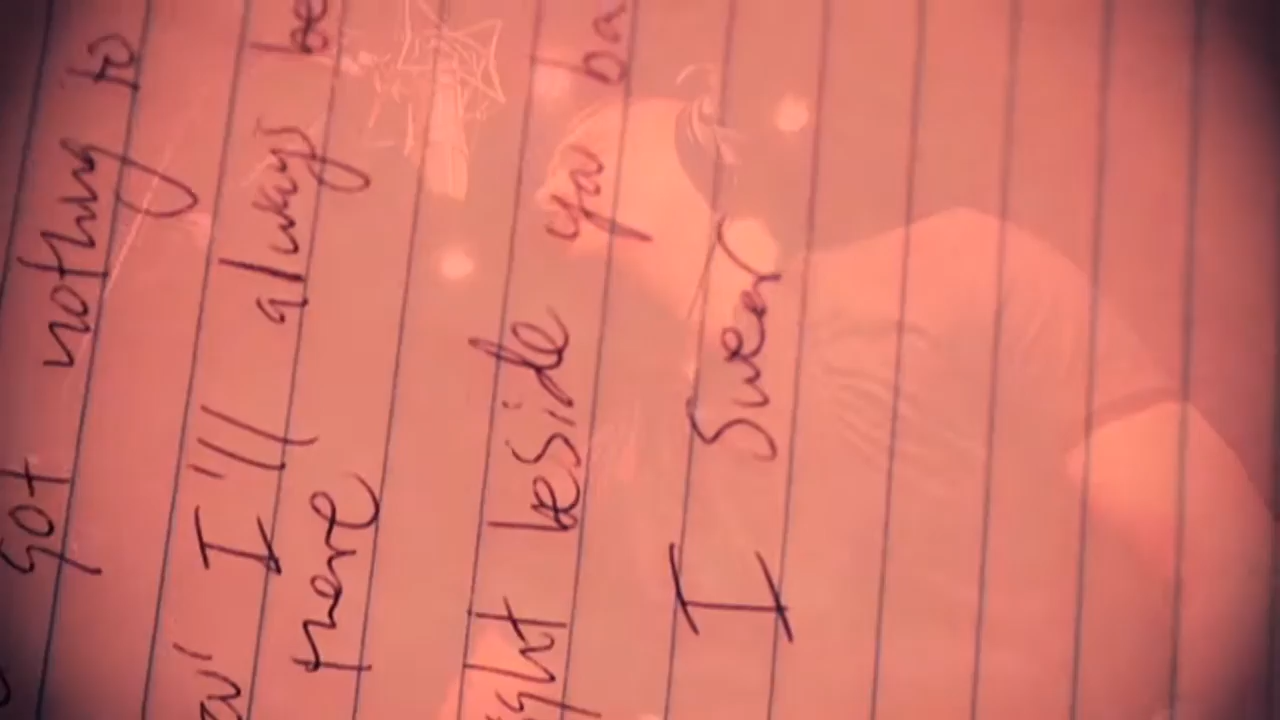 got nothing to
I'll always be
there
beside you
I Swear